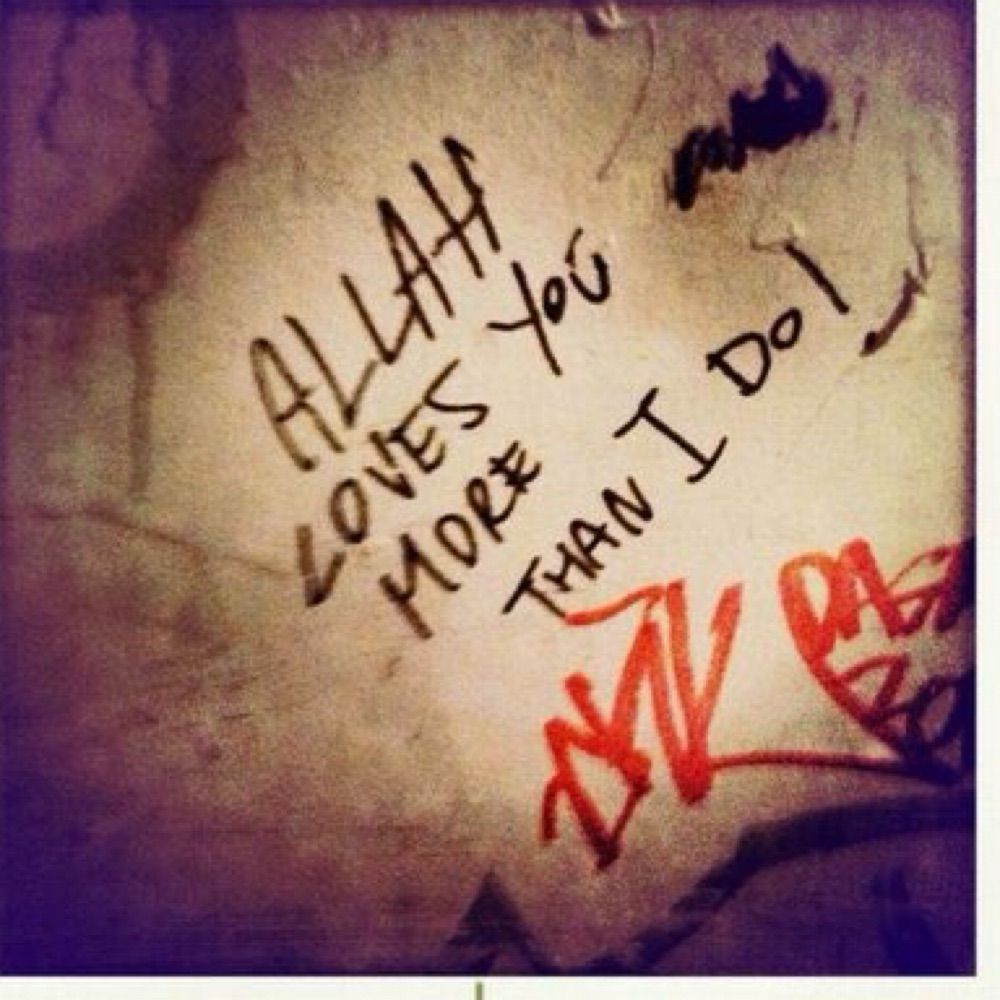 ALLAH
LOVES YOU
MORE
THAN I DO!